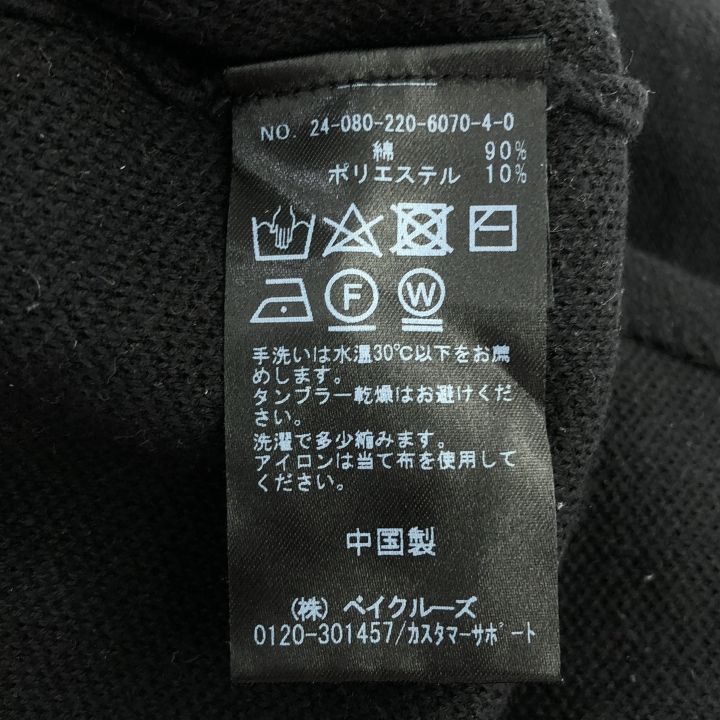 NO. 24-080-220-6070-4-0
綿 90%
ポリエステル 10%
F W
手洗いは水温30℃以下をお薦
めします。
タンブラー乾燥はお避けくだ
さい。
洗濯で多少縮みます。
アイロンは当て布を使用して
ください。
中国製
(株) ベイクルーズ
0120-301457/カスタマーサポート